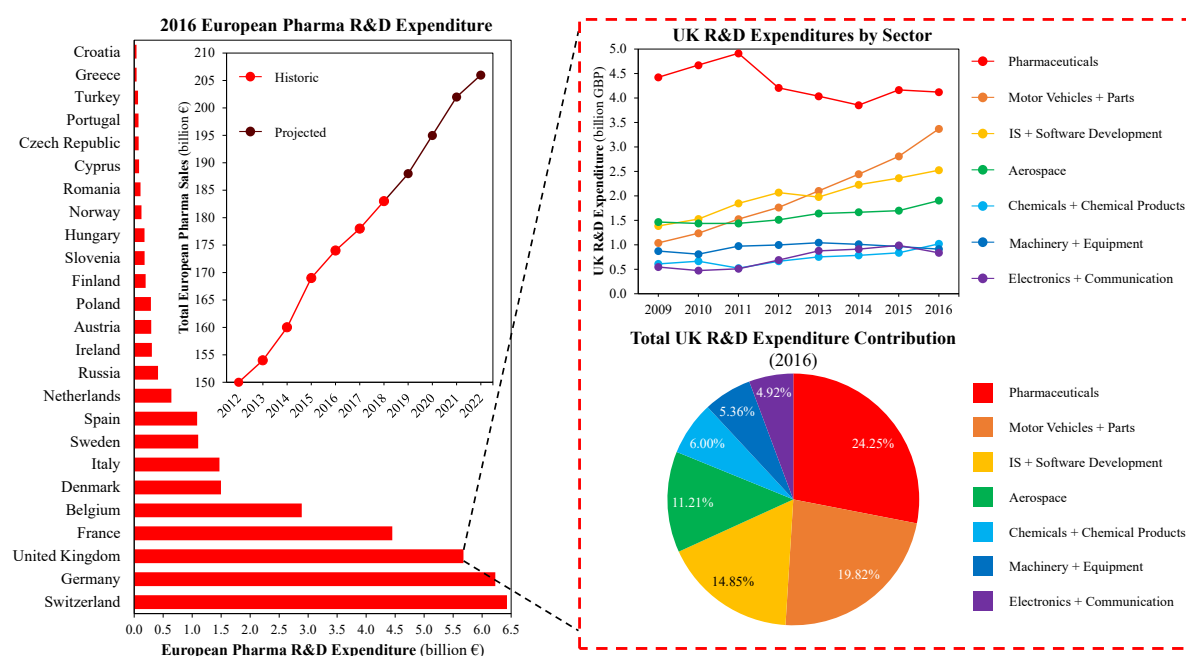 2016 European Pharma R&D Expenditure
Croatia
Greece
Turkey
Portugal
Czech Republic
Cyprus
Romania
Norway
Hungary
Slovenia
Finland
Poland
Austria
Ireland
Russia
Netherlands
Spain
Sweden
Italy
Denmark
Belgium
France
United Kingdom
Germany
Switzerland
0.0 0.5 1.0 1.5 2.0 2.5 3.0 3.5 4.0 4.5 5.0 5.5 6.0 6.5
European Pharma R&D Expenditure (billion €)
Total European Pharma Sales (billion €)
210
205
200
195
190
185
180
175
170
165
160
155
150
Historic
Projected
2012 2013 2014 2015 2016 2017 2018 2019 2020 2021 2022
UK R&D Expenditures by Sector
UK R&D Expenditure (billion GBP)
5.0
4.5
4.0
3.5
3.0
2.5
2.0
1.5
1.0
0.5
0.0
2009 2010 2011 2012 2013 2014 2015 2016
Pharmaceuticals
Motor Vehicles + Parts
IS + Software Development
Aerospace
Chemicals + Chemical Products
Machinery + Equipment
Electronics + Communication
Total UK R&D Expenditure Contribution
(2016)
24.25%
19.82%
14.85%
11.21%
6.00%
5.36%
4.92%
Pharmaceuticals
Motor Vehicles + Parts
IS + Software Development
Aerospace
Chemicals + Chemical Products
Machinery + Equipment
Electronics + Communication